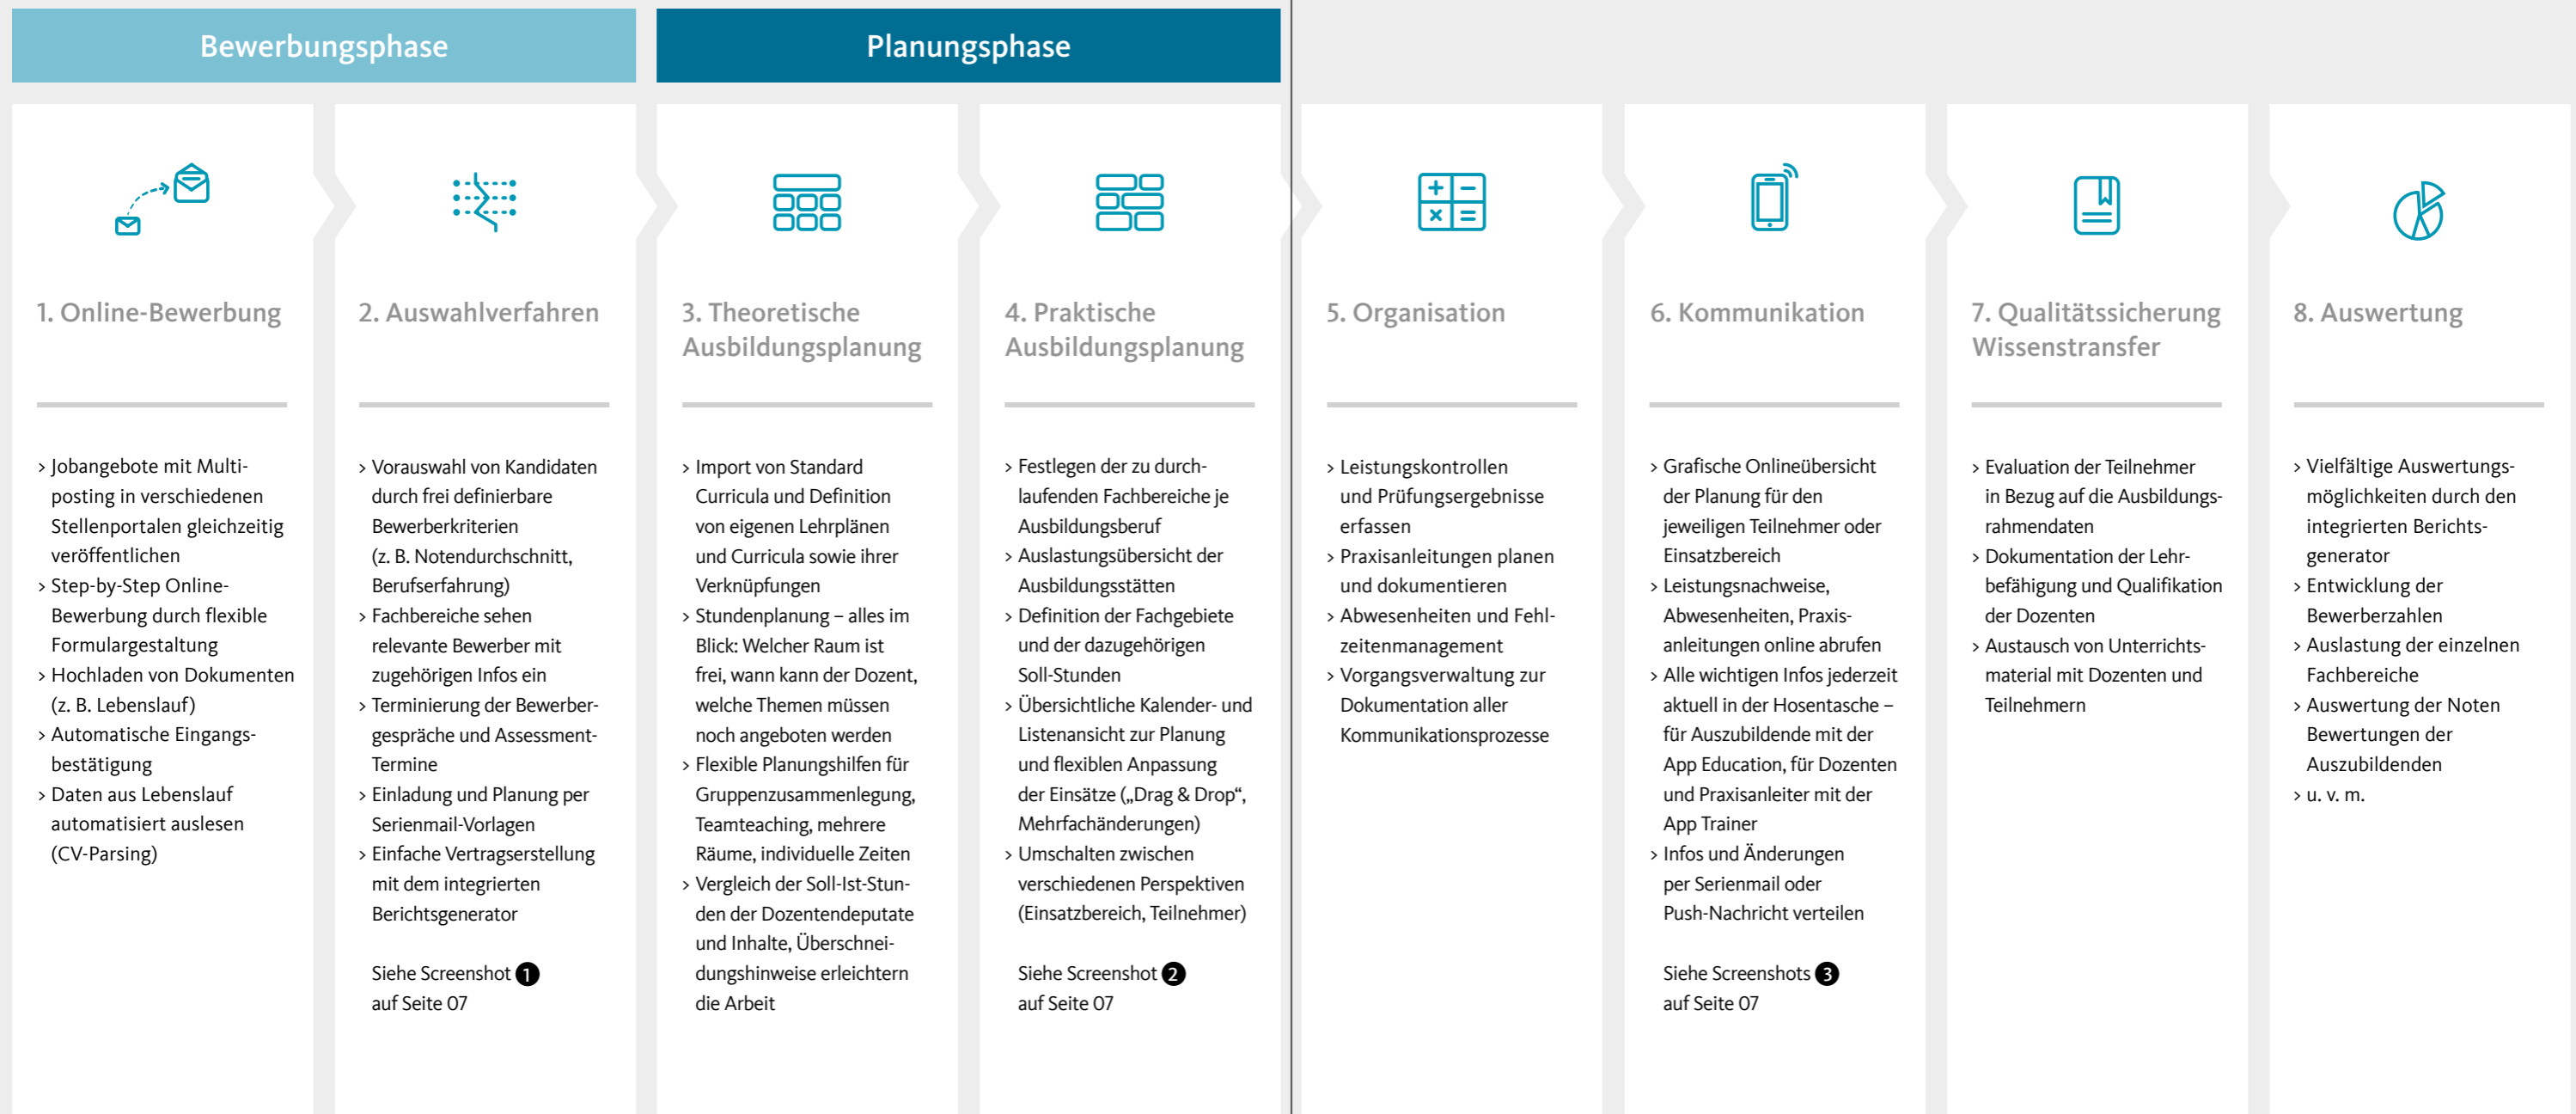 Bewerbungsphase
Planungsphase
1. Online-Bewerbung
> Jobangebote mit Multi-
posting in verschiedenen
Stellenportalen gleichzeitig
veröffentlichen
> Step-by-Step Online-
Bewerbung durch flexible
Formulargestaltung
> Hochladen von Dokumenten
(z. B. Lebenslauf)
> Automatische Eingangs-
bestätigung
> Daten aus Lebenslauf
automatisiert auslesen
(CV-Parsing)
2. Auswahlverfahren
> Vorauswahl von Kandidaten
durch frei definierbare
Bewerberkriterien
(z. B. Notendurchschnitt,
Berufserfahrung)
> Fachbereiche sehen
relevante Bewerber mit
zugehörigen Infos ein
> Terminierung der Bewerber-
gespräche und Assessment-
Termine
> Einladung und Planung per
Serienmail-Vorlagen
> Einfache Vertragserstellung
mit dem integrierten
Berichtsgenerator
Siehe Screenshot 1
auf Seite 07
3. Theoretische
Ausbildungsplanung
> Import von Standard
Curricula und Definition
von eigenen Lehrplänen
und Curricula sowie ihrer
Verknüpfungen
> Stundenplanung – alles im
Blick: Welcher Raum ist
frei, wann kann der Dozent,
welche Themen müssen
noch angeboten werden
> Flexible Planungshilfen für
Gruppenzusammenlegung,
Teamteaching, mehrere
Räume, individuelle Zeiten
> Vergleich der Soll-Ist-Stun-
den der Dozentendeputate
und Inhalte, Überschnei-
dungshinweise erleichtern
die Arbeit
4. Praktische
Ausbildungsplanung
> Festlegen der zu durch-
laufenden Fachbereiche je
Ausbildungsberuf
> Auslastungsübersicht der
Ausbildungsstätten
> Definition der Fachgebiete
und der dazugehörigen
Soll-Stunden
> Übersichtliche Kalender- und
Listenansicht zur Planung
und flexiblen Anpassung
der Einsätze („Drag & Drop“,
Mehrfachänderungen)
> Umschalten zwischen
verschiedenen Perspektiven
(Einsatzbereich, Teilnehmer)
Siehe Screenshot 2
auf Seite 07
5. Organisation
> Leistungskontrollen
und Prüfungsergebnisse
erfassen
> Praxisanleitungen planen
und dokumentieren
> Abwesenheiten und Fehl-
zeitenmanagement
> Vorgangsverwaltung zur
Dokumentation aller
Kommunikationsprozesse
6. Kommunikation
> Grafische Onlineübersicht
der Planung für den
jeweiligen Teilnehmer oder
Einsatzbereich
> Leistungsnachweise,
Abwesenheiten, Praxis-
anleitungen online abrufen
> Alle wichtigen Infos jederzeit
aktuell in der Hosentasche –
für Auszubildende mit der
App Education, für Dozenten
und Praxisanleiter mit der
App Trainer
> Infos und Änderungen
per Serienmail oder
Push-Nachricht verteilen
Siehe Screenshots 3
auf Seite 07
7. Qualitätssicherung
Wissenstransfer
> Evaluation der Teilnehmer
in Bezug auf die Ausbildungs-
rahmendaten
> Dokumentation der Lehr-
befähigung und Qualifikation
der Dozenten
> Austausch von Unterrichts-
material mit Dozenten und
Teilnehmern
8. Auswertung
> Vielfältige Auswertungs-
möglichkeiten durch den
integrierten Berichts-
generator
> Entwicklung der
Bewerberzahlen
> Auslastung der einzelnen
Fachbereiche
> Auswertung der Noten
Bewertungen der
Auszubildenden
> u. v. m.